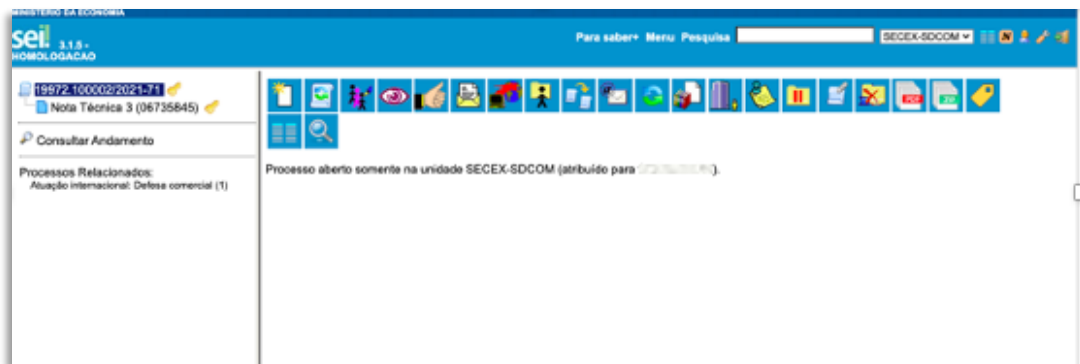 MINISTÉRIO DA ECONOMIA
sei! 3.1.5 -
HOMOLOGACAO
Para saber+ Menu Pesquisa
SECEX-SDCOM
19972.100002/2021-71
Nota Técnica 3 (06735845)
Consultar Andamento
Processos Relacionados:
Atuação internacional: Defesa comercial (1)
Processo aberto somente na unidade SECEX-SDCOM (atribuído para ).
PDF
ZIP